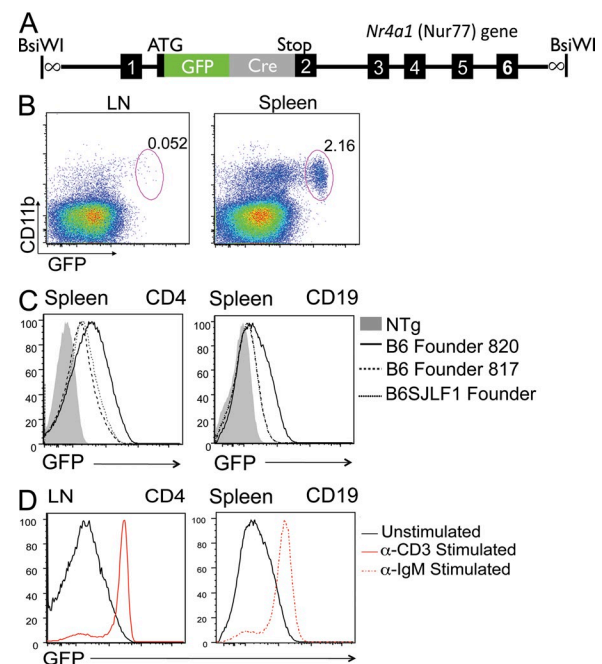 A
Nr4a1 (Nur77) gene
BsiWI ATG Stop BsiWI
∞ 1 GFP Cre 2 3 4 5 6 ∞
B LN Spleen
0.052 2.16
CD11b
GFP
C Spleen CD4 Spleen CD19
100 100
80 80
60 60
40 40
20 20
0 0
GFP GFP
NTg
B6 Founder 820
B6 Founder 817
B6SJLF1 Founder
D LN CD4 Spleen CD19
100 100
80 80
60 60
40 40
20 20
0 0
GFP
Unstimulated
α-CD3 Stimulated
α-IgM Stimulated